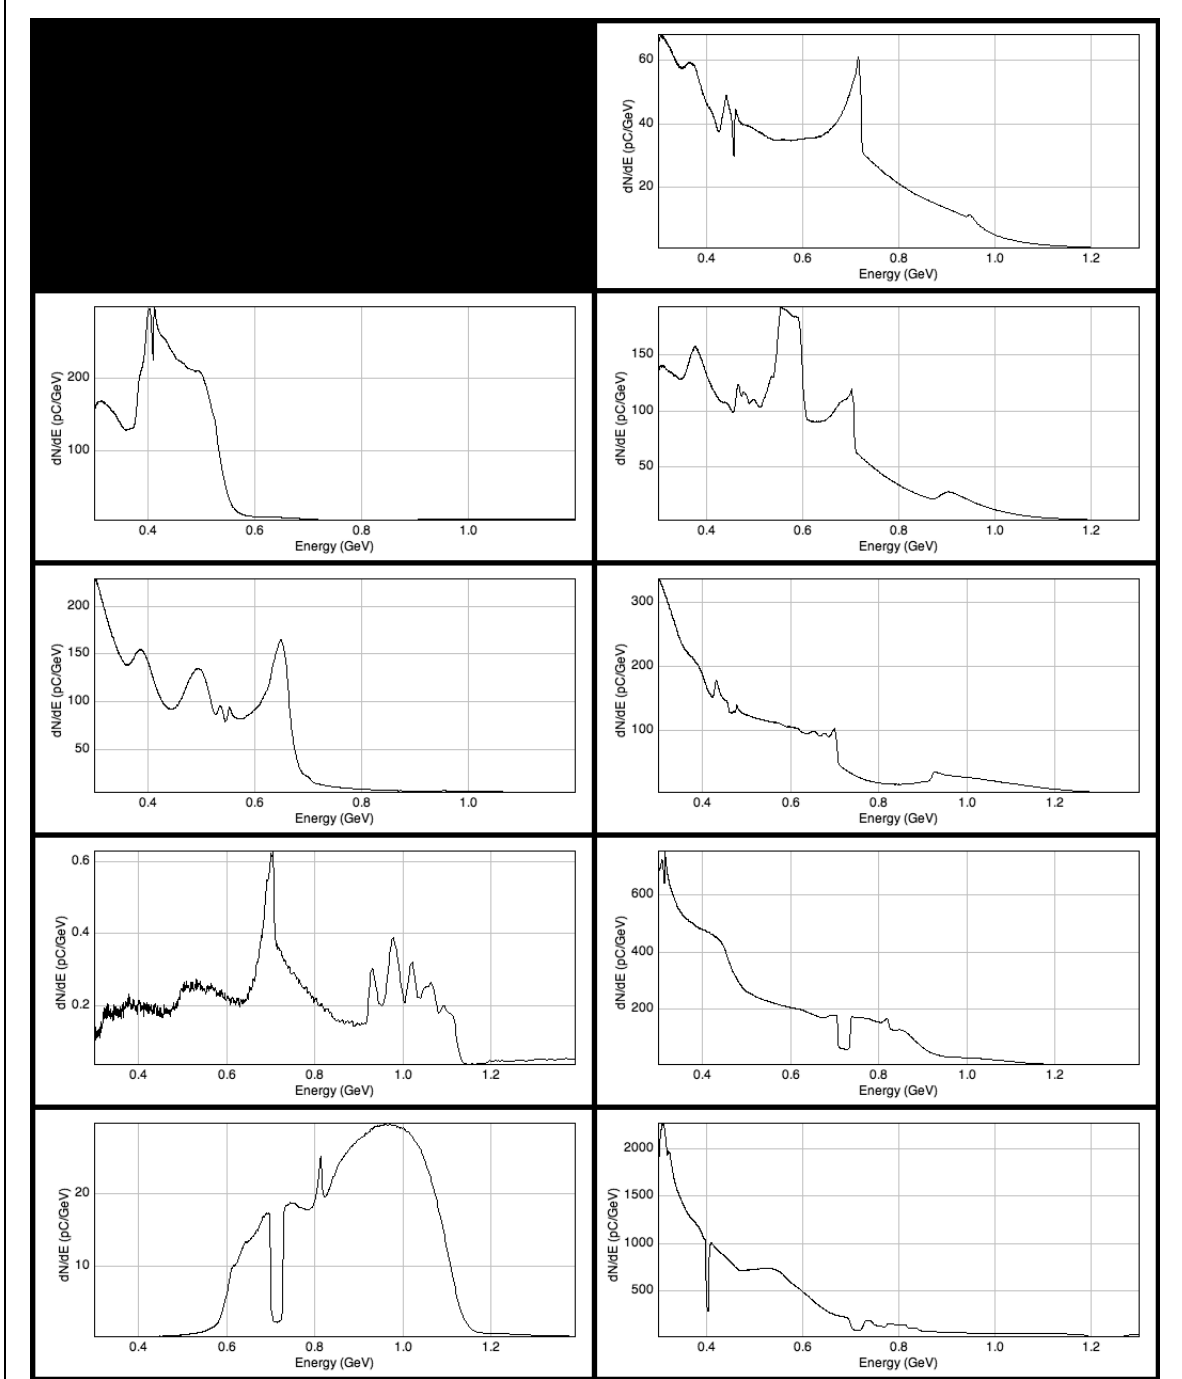 60
40
20
dN/dE (pC/GeV)
0.4 0.6 0.8 1.0 1.2
Energy (GeV)
200
100
dN/dE (pC/GeV)
0.4 0.6 0.8 1.0
Energy (GeV)
150
100
50
dN/dE (pC/GeV)
0.4 0.6 0.8 1.0 1.2
Energy (GeV)
200
150
100
50
dN/dE (pC/GeV)
0.4 0.6 0.8 1.0
Energy (GeV)
300
200
100
dN/dE (pC/GeV)
0.4 0.6 0.8 1.0 1.2
Energy (GeV)
0.6
0.4
0.2
dN/dE (pC/GeV)
0.4 0.6 0.8 1.0 1.2
Energy (GeV)
600
400
200
dN/dE (pC/GeV)
0.4 0.6 0.8 1.0 1.2
Energy (GeV)
20
10
dN/dE (pC/GeV)
0.4 0.6 0.8 1.0 1.2
Energy (GeV)
2000
1500
1000
500
dN/dE (pC/GeV)
0.4 0.6 0.8 1.0 1.2
Energy (GeV)